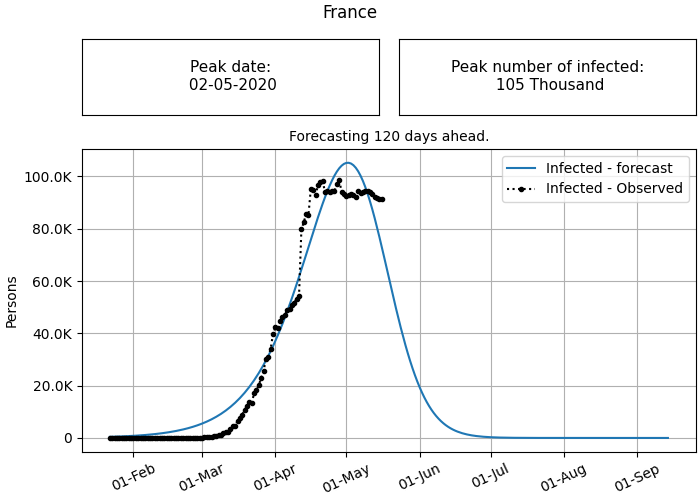 France
Peak date:
02-05-2020
Peak number of infected:
105 Thousand
Forecasting 120 days ahead.
Infected - forecast
Infected - Observed
Persons
100.0K
80.0K
60.0K
40.0K
20.0K
0
01-Feb
01-Mar
01-Apr
01-May
01-Jun
01-July
01-Aug
01-Sep